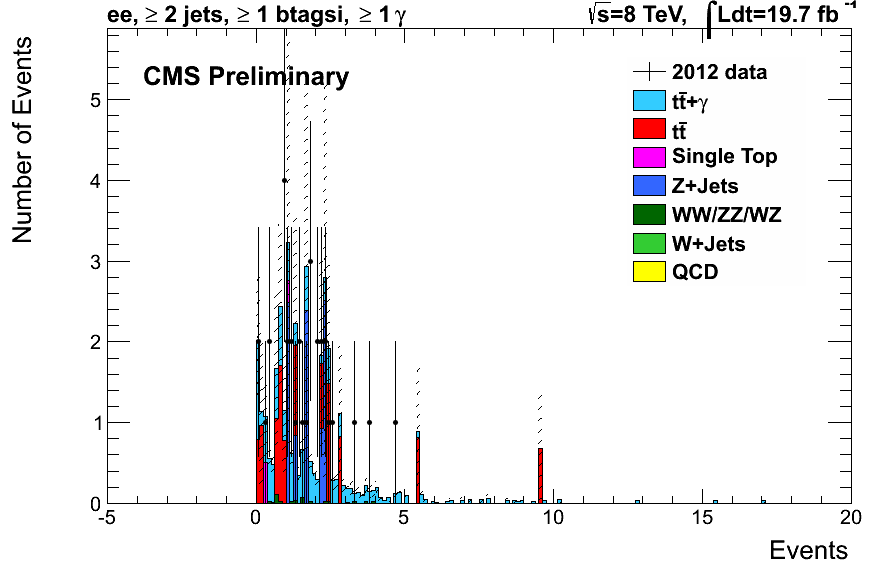 ee, ≥ 2 jets, ≥ 1 btagsi, ≥ 1 γ
√s=8 TeV, ∫Ldt=19.7 fb⁻¹
CMS Preliminary
2012 data
tt̄+γ
tt̄
Single Top
Z+Jets
WW/ZZ/WZ
W+Jets
QCD
Number of Events
5
4
3
2
1
0
-5 0 5 10 15 20
Events